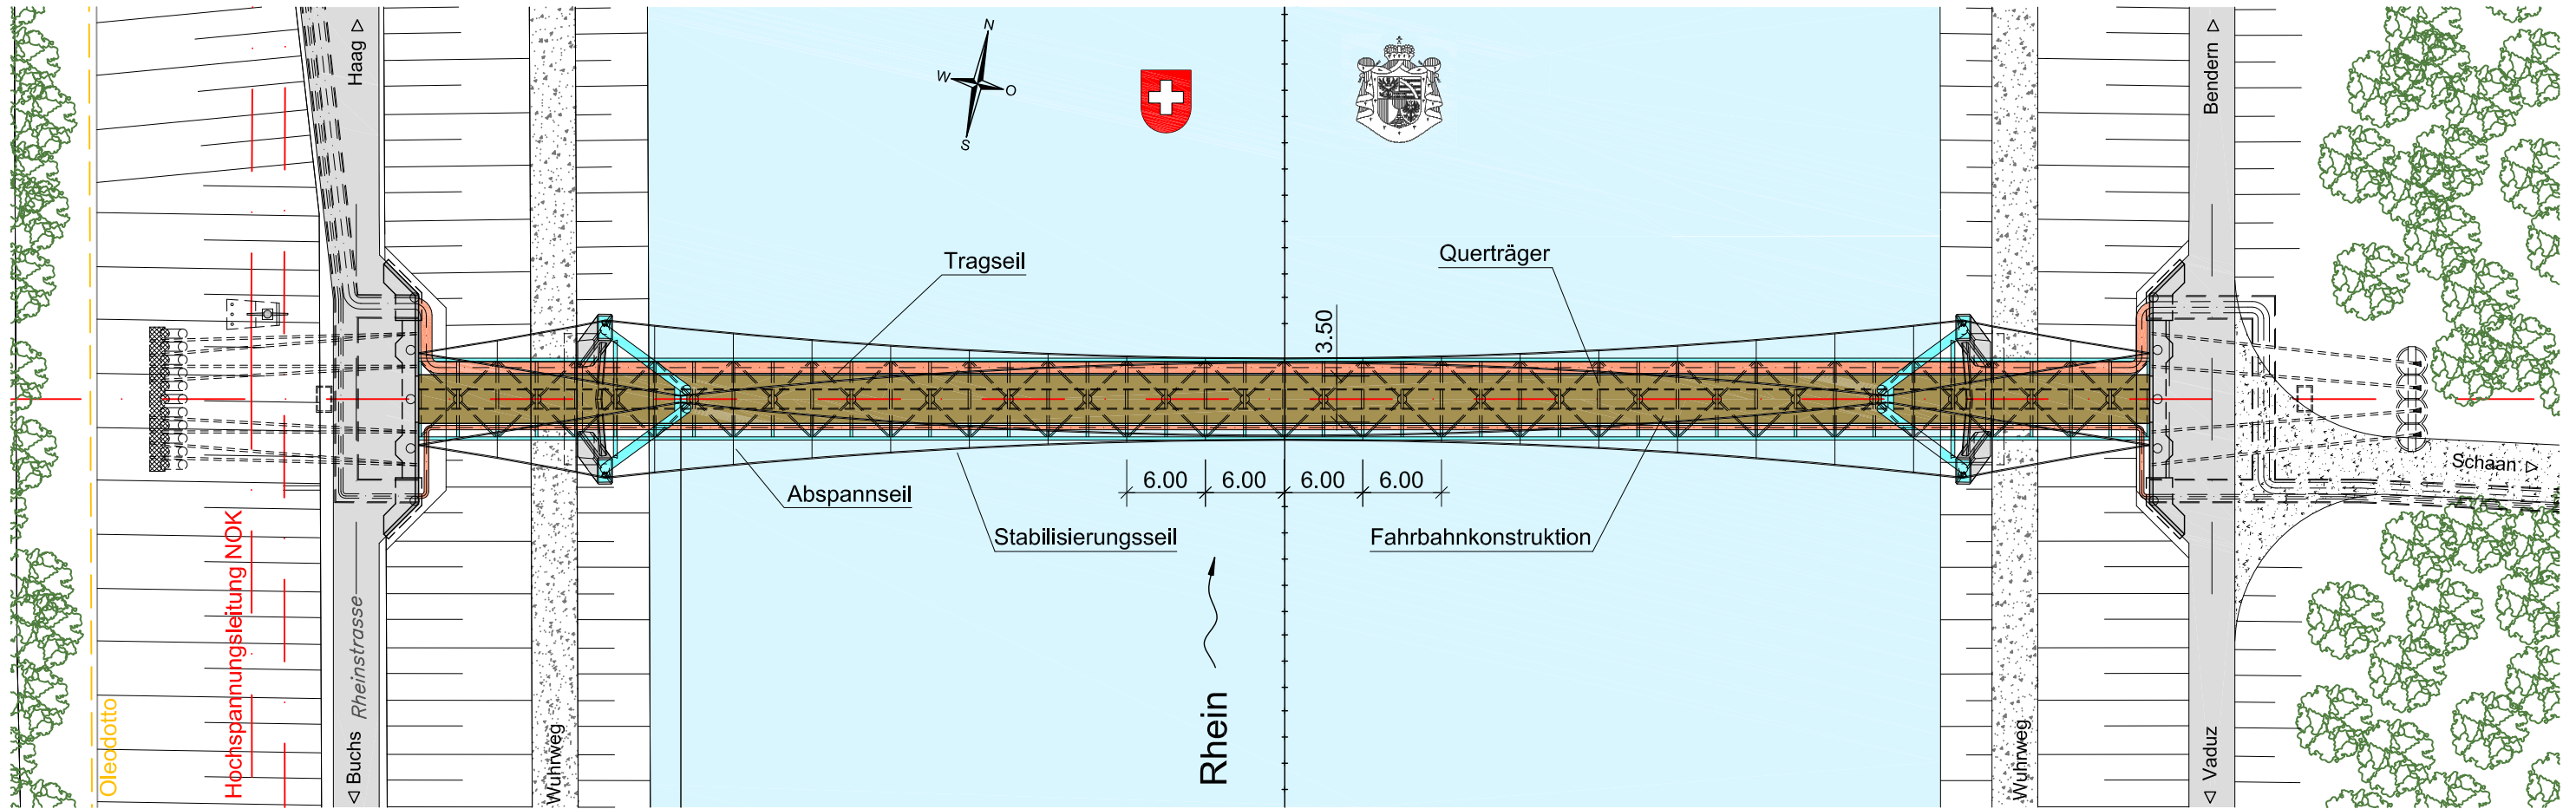 Haag ▷
N
W
O
S
Bendern ▷
Tragseil
Querträger
3.50
6.00 6.00 6.00 6.00
Abspannseil
Stabilisierungsseil
Fahrbahnkonstruktion
Schaan ▷
Oleodotto
Hochspannungsleitung NOK
◁ Buchs Rheinstrasse
Wuhrweg
Rhein
Wuhrweg
◁ Vaduz